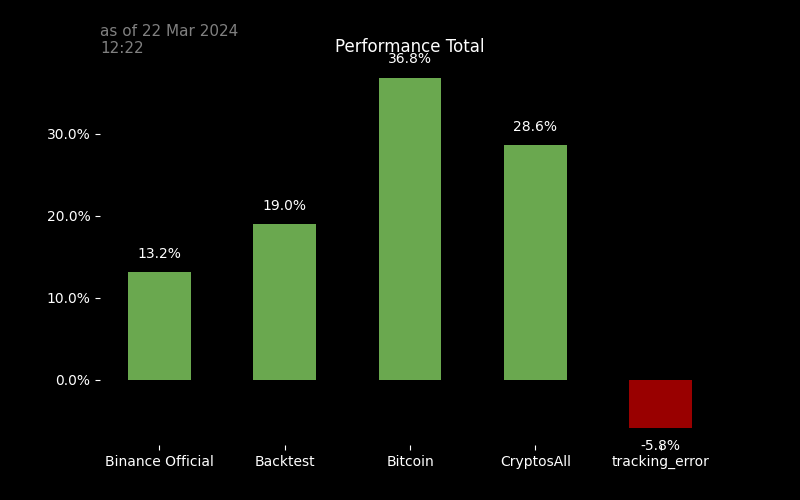 as of 22 Mar 2024
12:22
Performance Total
36.8%
30.0%
28.6%
20.0%
19.0%
13.2%
10.0%
0.0%
-5.8%
Binance Official
Backtest
Bitcoin
CryptosAll
tracking_error